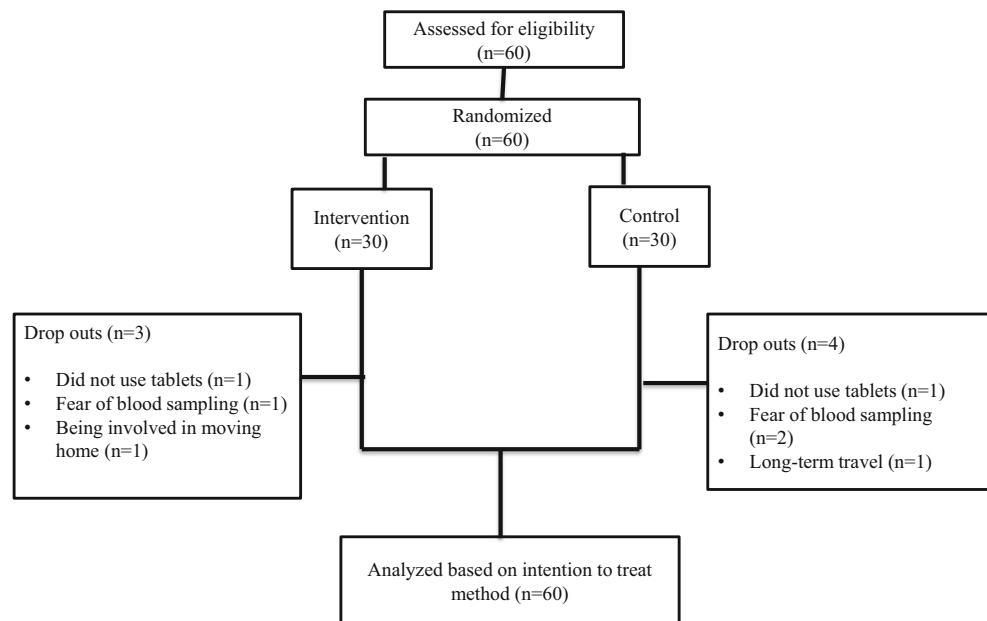 Assessed for eligibility
(n=60)
Randomized
(n=60)
Intervention
(n=30)
Control
(n=30)
Drop outs (n=3)
• Did not use tablets (n=1)
• Fear of blood sampling (n=1)
• Being involved in moving
home (n=1)
Drop outs (n=4)
• Did not use tablets (n=1)
• Fear of blood sampling
(n=2)
• Long-term travel (n=1)
Analyzed based on intention to treat
method (n=60)